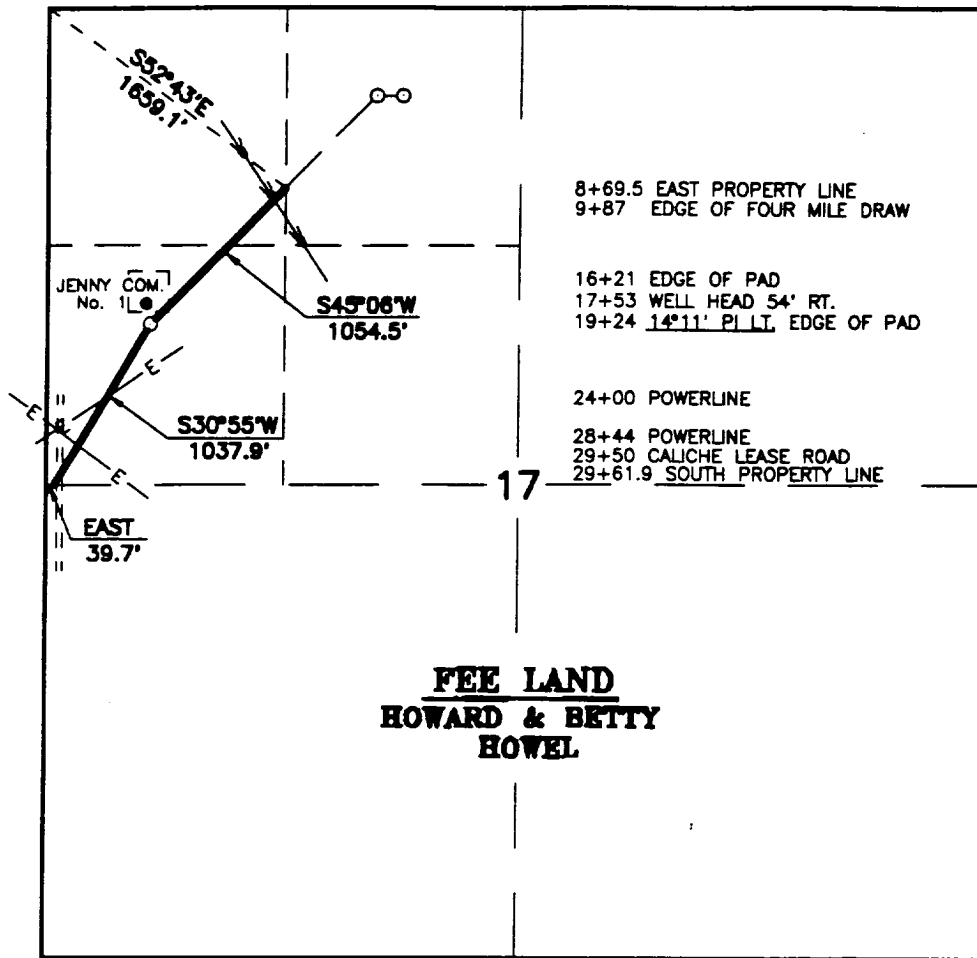 S52°43'E
1659.1'
8+69.5 EAST PROPERTY LINE
9+87 EDGE OF FOUR MILE DRAW
JENNY COM.
No. 1
16+21 EDGE OF PAD
17+53 WELL HEAD 54' RT.
19+24 14°11' PI LT. EDGE OF PAD
S45°06'W
1054.5'
24+00 POWERLINE
E
E
S30°55'W
1037.9'
28+44 POWERLINE
29+50 CALICHE LEASE ROAD
29+61.9 SOUTH PROPERTY LINE
E
17
EAST
39.7'
FEE LAND
HOWARD & BETTY
HOWEL